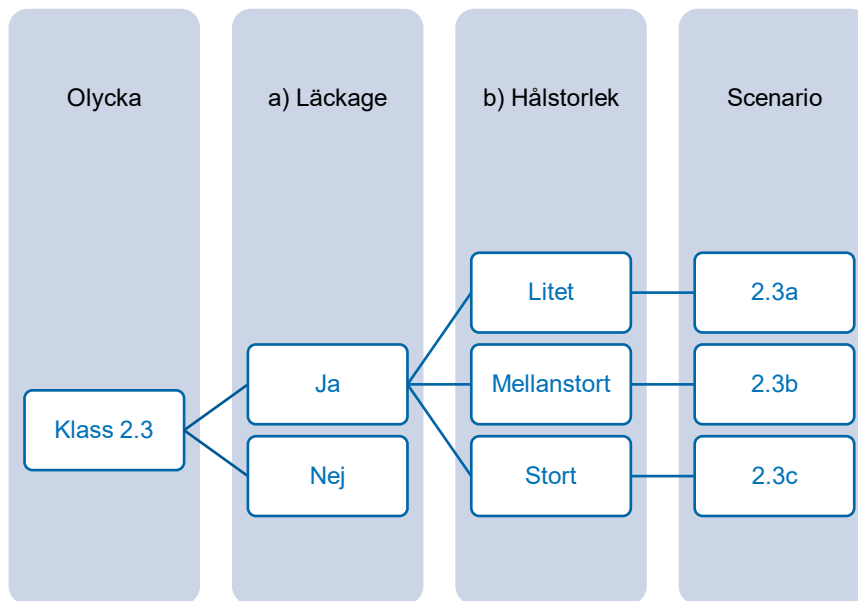 Olycka
a) Läckage
b) Hålstorlek
Scenario
Klass 2.3
Ja
Nej
Litet
Mellanstort
Stort
2.3a
2.3b
2.3c